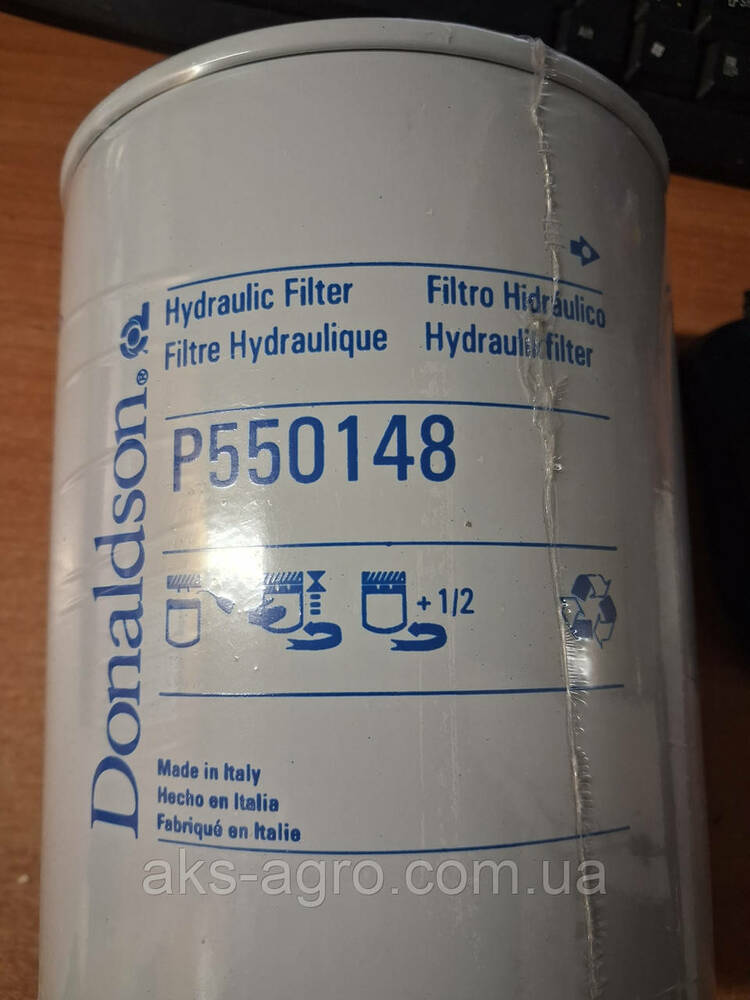 Hydraulic Filter
Filtro Hidráulico
Filtre Hydraulique
Hydraulikfilter
Donaldson®
P550148
+ 1/2
Made in Italy
Hecho en Italia
Fabriqué en Italie
aks-agro.com.ua